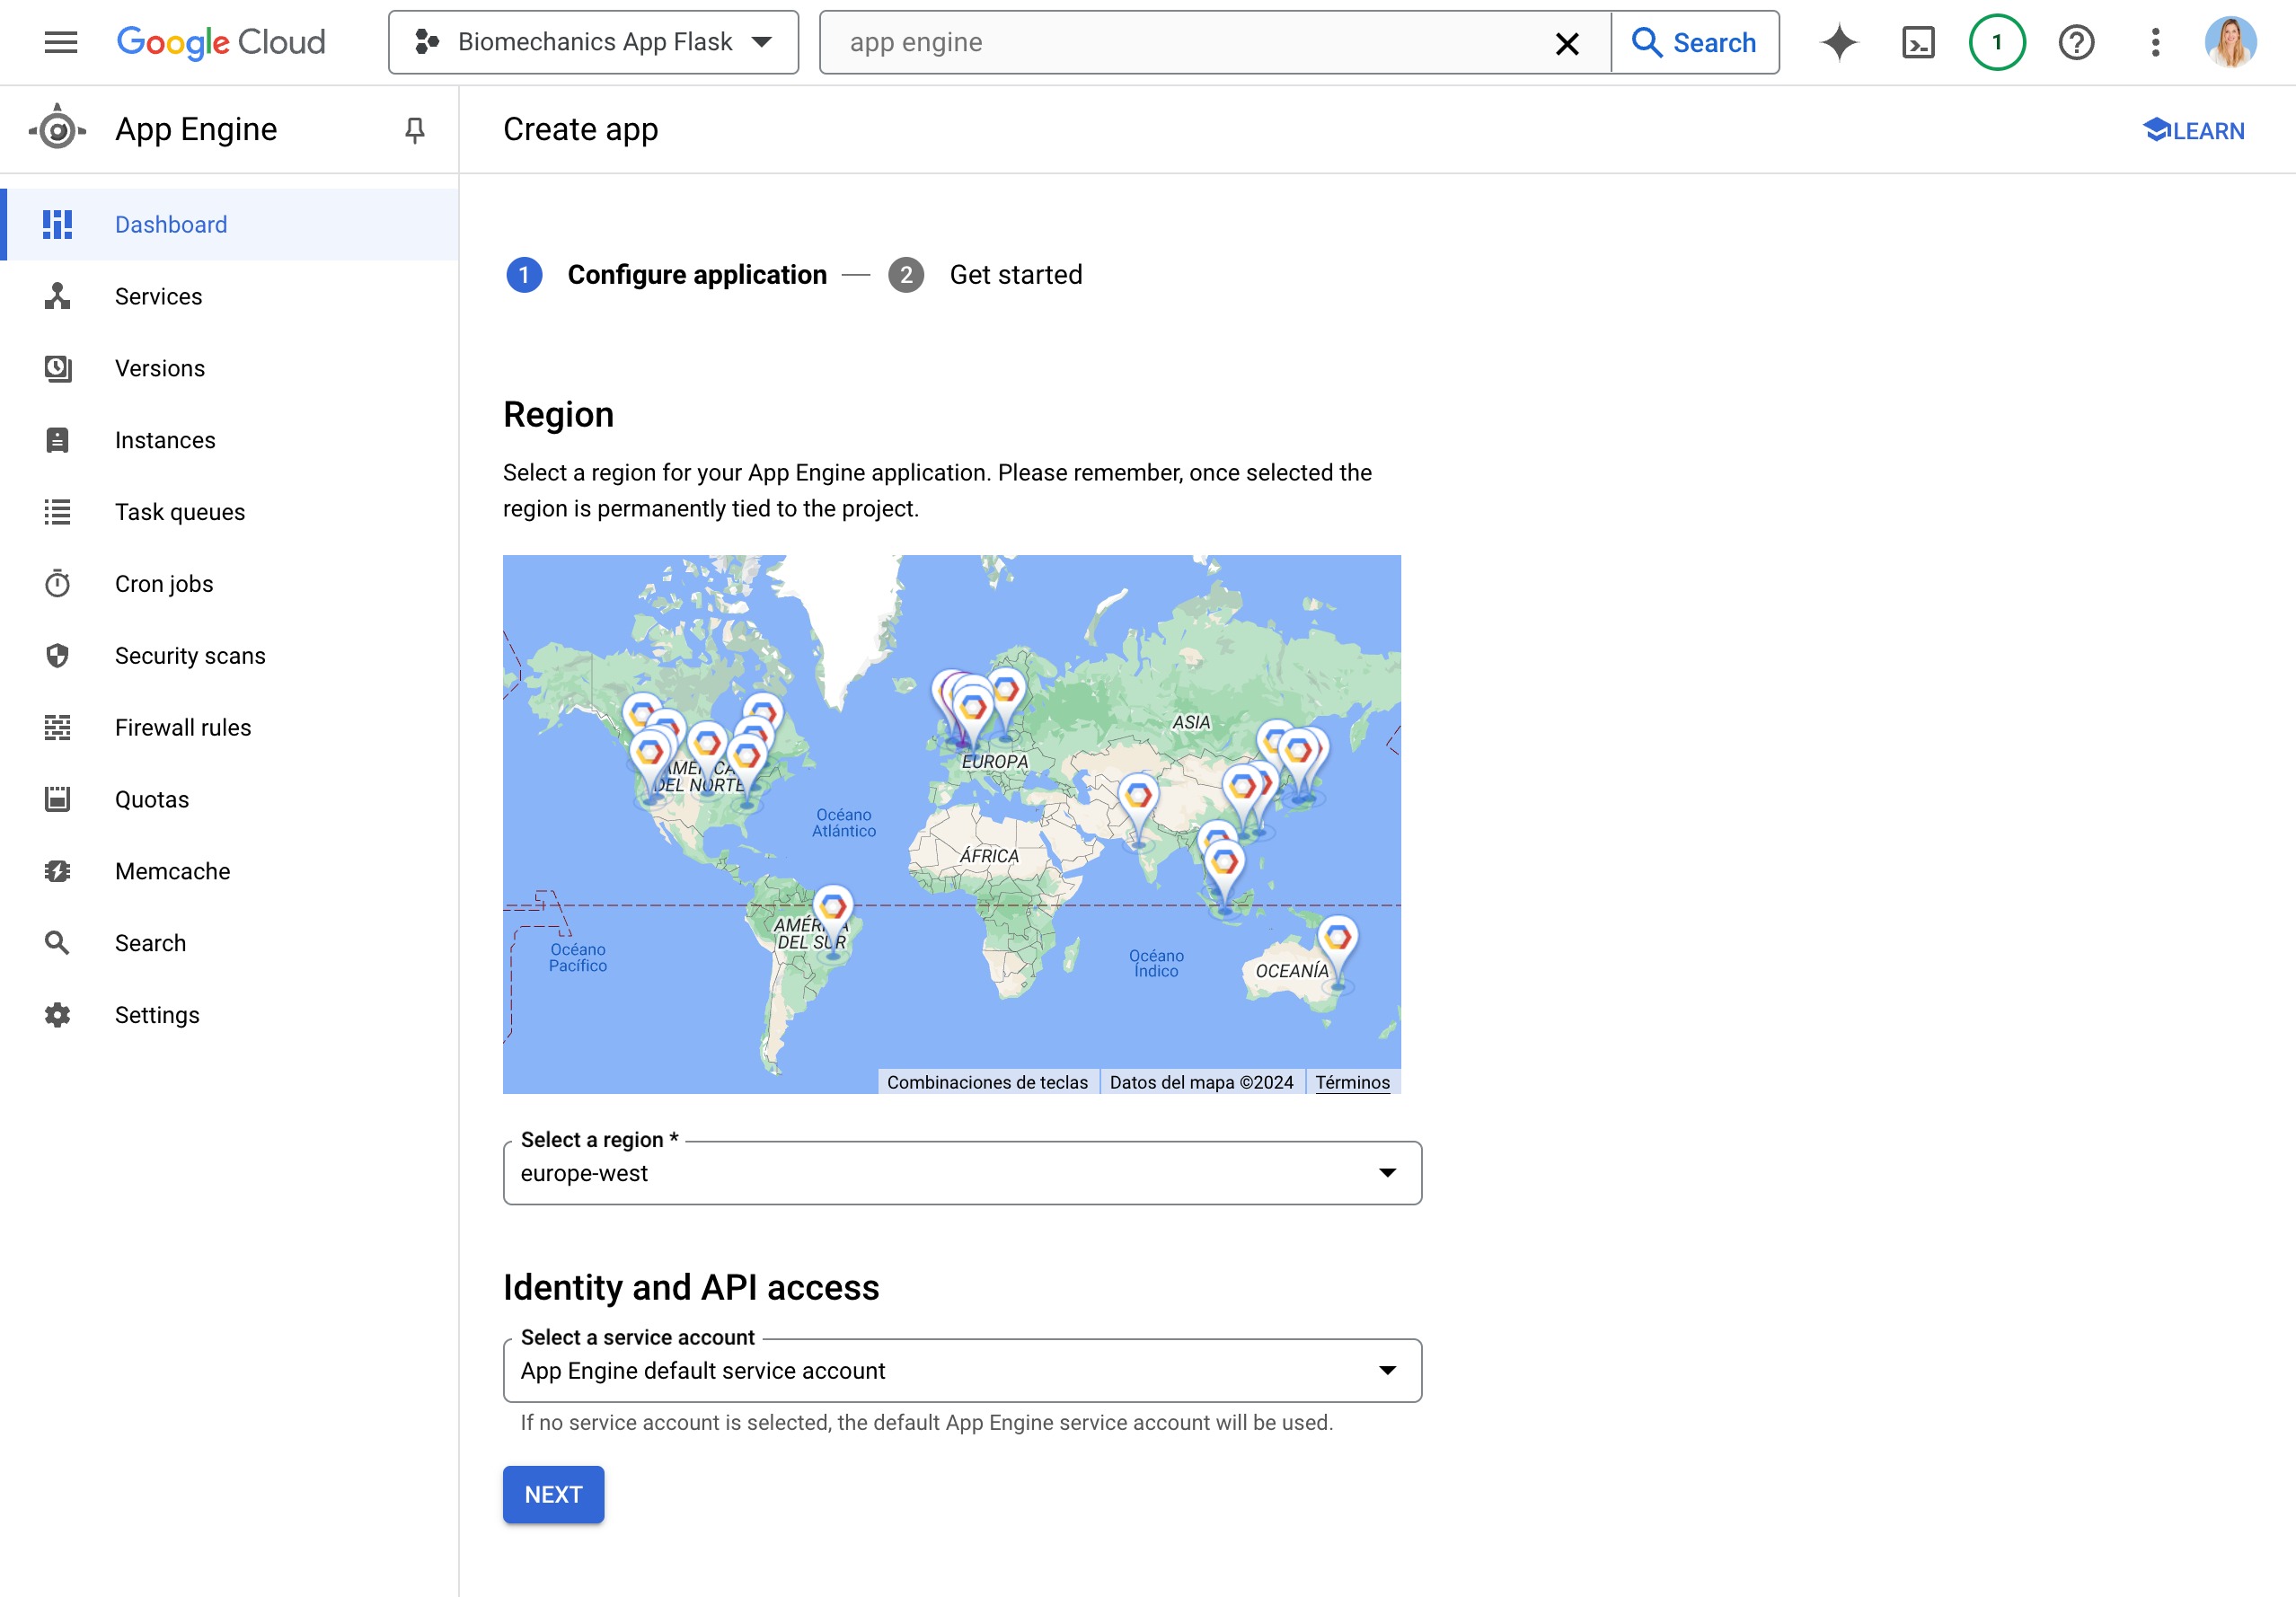 Google Cloud
Biomechanics App Flask
app engine
Search
1
App Engine
Create app
LEARN
Dashboard
Services
Versions
Instances
Task queues
Cron jobs
Security scans
Firewall rules
Quotas
Memcache
Search
Settings
1 Configure application — 2 Get started
Region
Select a region for your App Engine application. Please remember, once selected the
region is permanently tied to the project.
ASIA
EUROPA
AMÉRICA
DEL NORTE
Océano
Atlántico
ÁFRICA
AMÉRICA
DEL SUR
Océano
Pacífico
Océano
Índico
OCEANÍA
Combinaciones de teclas
Datos del mapa ©2024
Términos
Select a region *
europe-west
Identity and API access
Select a service account
App Engine default service account
If no service account is selected, the default App Engine service account will be used.
NEXT